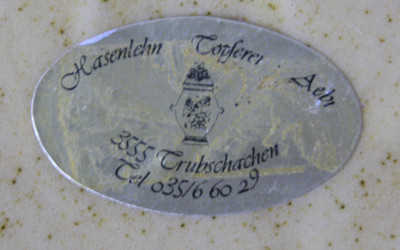 Hasenlehn Töpferei Aebi
3555 Trubschachen
Tel 035/6 60 29